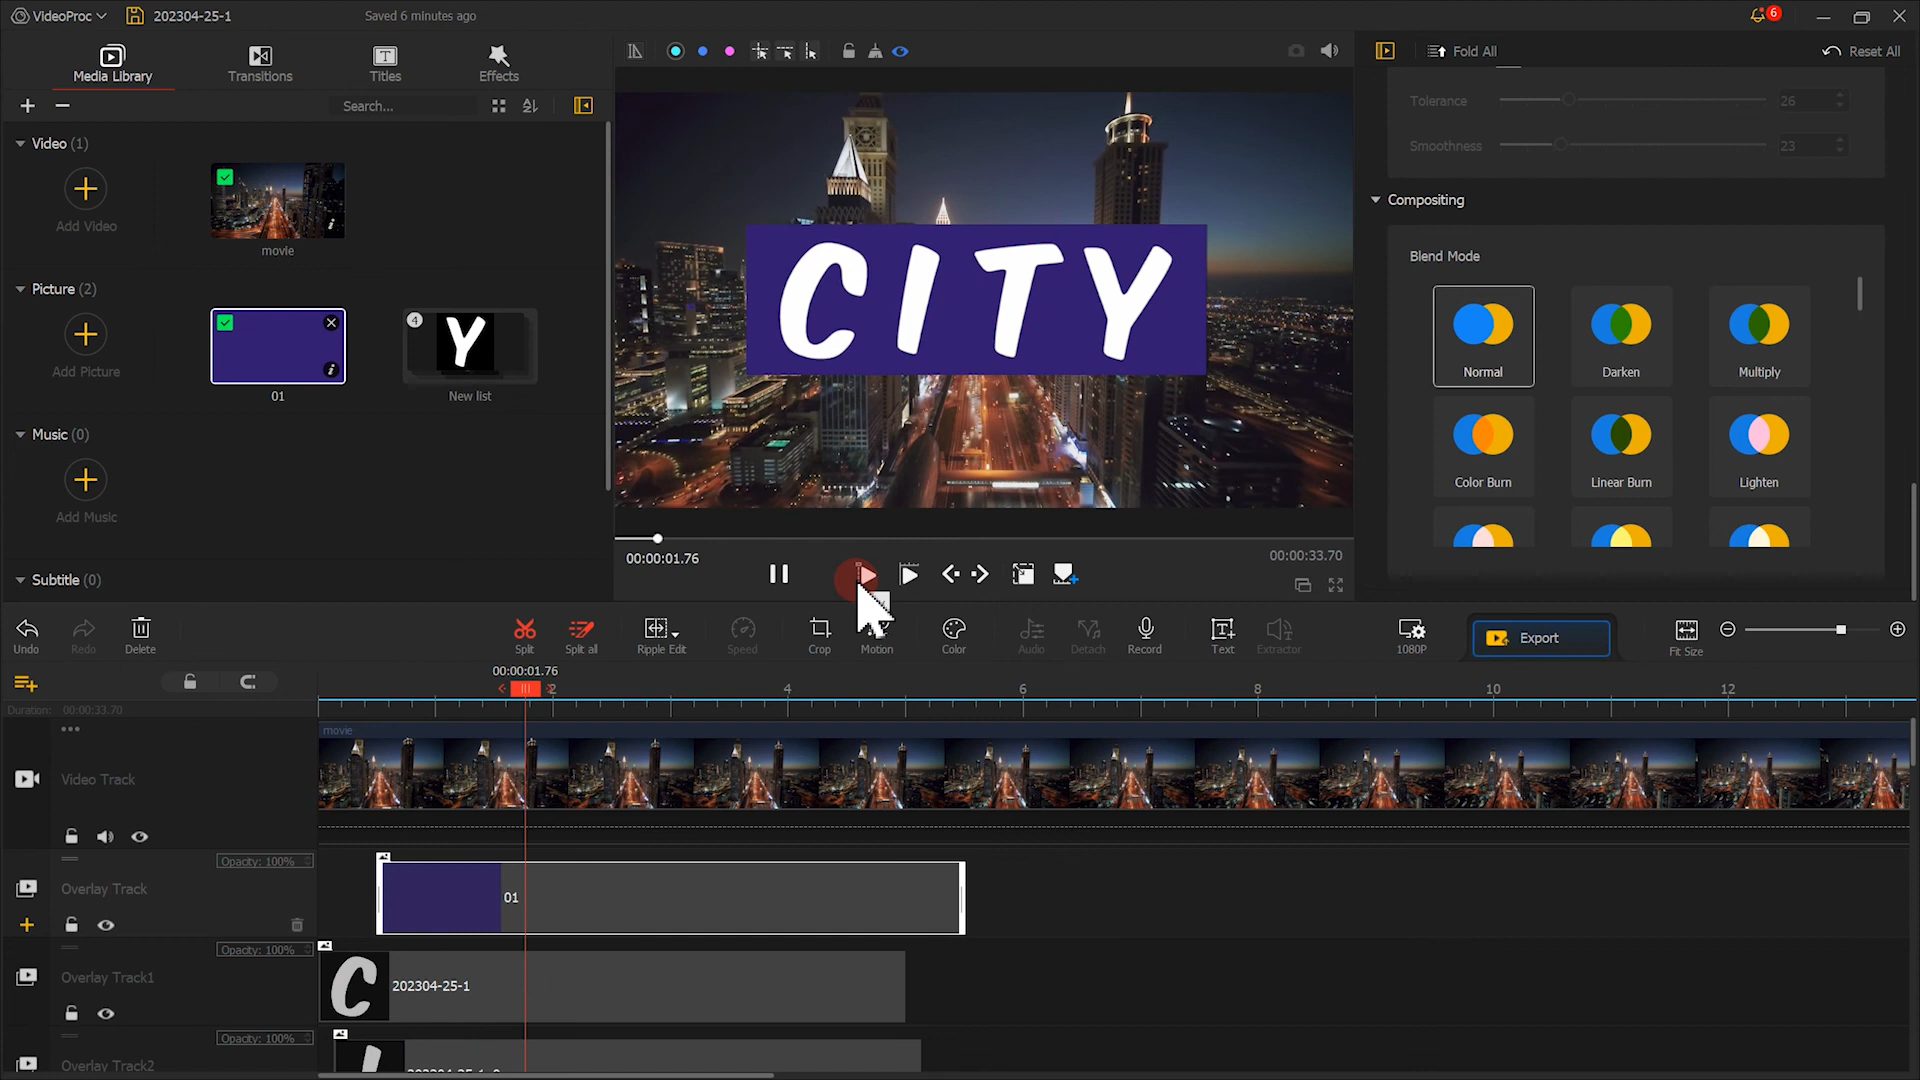 VideoProc
202304-25-1
Saved 6 minutes ago
6
Media Library
Transitions
Titles
Effects
Fold All
Reset All
Search...
Tolerance
26
Smoothness
23
Video (1)
Add Video
movie
Compositing
Blend Mode
Normal
Darken
Multiply
Color Burn
Linear Burn
Lighten
CITY
Picture (2)
Add Picture
01
4
Y
New list
Music (0)
Add Music
Subtitle (0)
00:00:01.76
00:00:33.70
Undo
Redo
Delete
Split
Split all
Ripple Edit
Speed
Crop
Motion
Color
Audio
Detach
Record
Text
Extractor
1080P
Export
Fit Size
00:00:01.76
2
4
6
8
10
12
Duration: 00:00:33.70
movie
Video Track
Opacity: 100%
Overlay Track
01
Opacity: 100%
Overlay Track1
C
202304-25-1
Opacity: 100%
Overlay Track2